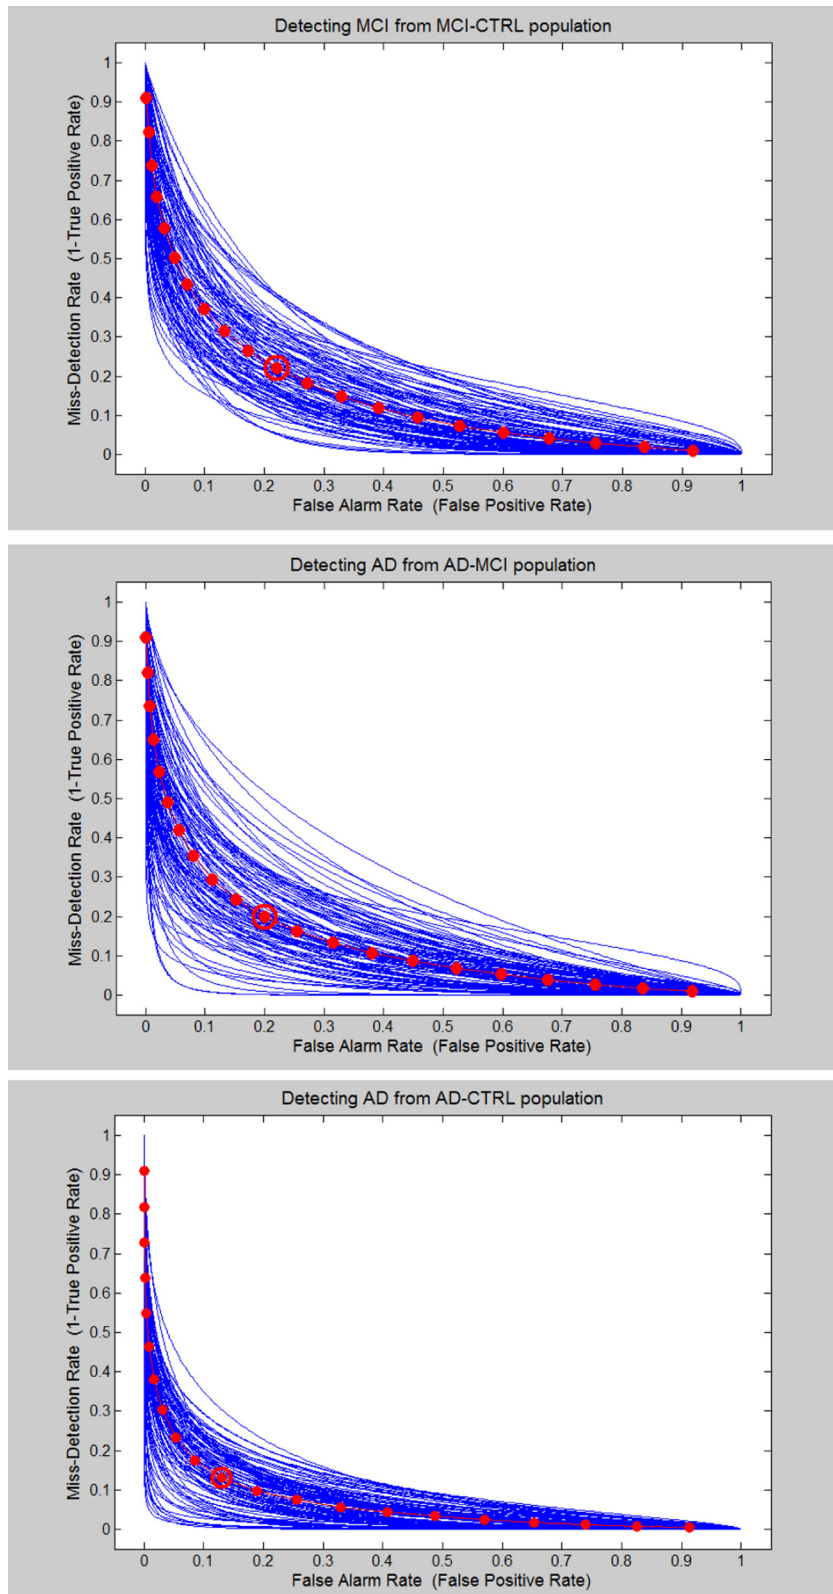 Detecting MCI from MCI-CTRL population
1
0.9
0.8
0.7
0.6
0.5
0.4
0.3
0.2
0.1
0
Miss-Detection Rate (1-True Positive Rate)
0 0.1 0.2 0.3 0.4 0.5 0.6 0.7 0.8 0.9 1
False Alarm Rate (False Positive Rate)
Detecting AD from AD-MCI population
1
0.9
0.8
0.7
0.6
0.5
0.4
0.3
0.2
0.1
0
Miss-Detection Rate (1-True Positive Rate)
0 0.1 0.2 0.3 0.4 0.5 0.6 0.7 0.8 0.9 1
False Alarm Rate (False Positive Rate)
Detecting AD from AD-CTRL population
1
0.9
0.8
0.7
0.6
0.5
0.4
0.3
0.2
0.1
0
Miss-Detection Rate (1-True Positive Rate)
0 0.1 0.2 0.3 0.4 0.5 0.6 0.7 0.8 0.9 1
False Alarm Rate (False Positive Rate)